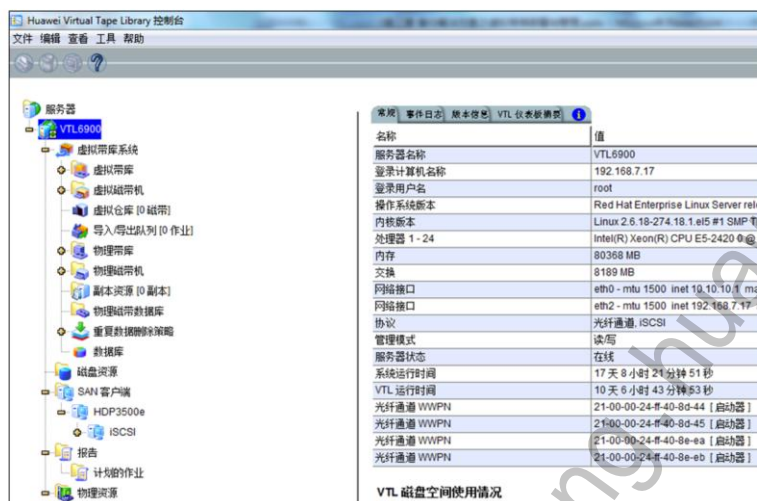 Huawei Virtual Tape Library 控制台
文件 编辑 查看 工具 帮助
服务器
VTL6900
虚拟带库系统
虚拟带库
虚拟磁带机
虚拟仓库 [0 磁带]
导入/导出队列 [0 作业]
物理带库
物理磁带机
副本资源 [0 副本]
物理磁带数据库
重复数据删除策略
数据库
磁盘资源
SAN 客户端
HDP3500e
iSCSI
报告
计划的作业
物理资源
常规 事件日志 版本信息 VTL 仪表板摘要
名称 值
服务器名称 VTL6900
登录计算机名称 192.168.7.17
登录用户名 root
操作系统版本 Red Hat Enterprise Linux Server rel
内核版本 Linux 2.6.18-274.18.1.el5 #1 SMP
处理器 1 - 24 Intel(R) Xeon(R) CPU E5-2420 0 @
内存 80368 MB
交换 8189 MB
网络接口 eth0 - mtu 1500 inet 10.10.10.1 ma
网络接口 eth2 - mtu 1500 inet 192.168.7.17
协议 光纤通道, iSCSI
管理模式 读/写
服务器状态 在线
系统运行时间 17 天 8 小时 21 分钟 51 秒
VTL 运行时间 10 天 6 小时 43 分钟 53 秒
光纤通道 WWPN 21-00-00-24-ff-40-8d-44 [启动器]
光纤通道 WWPN 21-00-00-24-ff-40-8d-45 [启动器]
光纤通道 WWPN 21-00-00-24-ff-40-8e-ea [启动器]
光纤通道 WWPN 21-00-00-24-ff-40-8e-eb [启动器]
VTL 磁盘空间使用情况